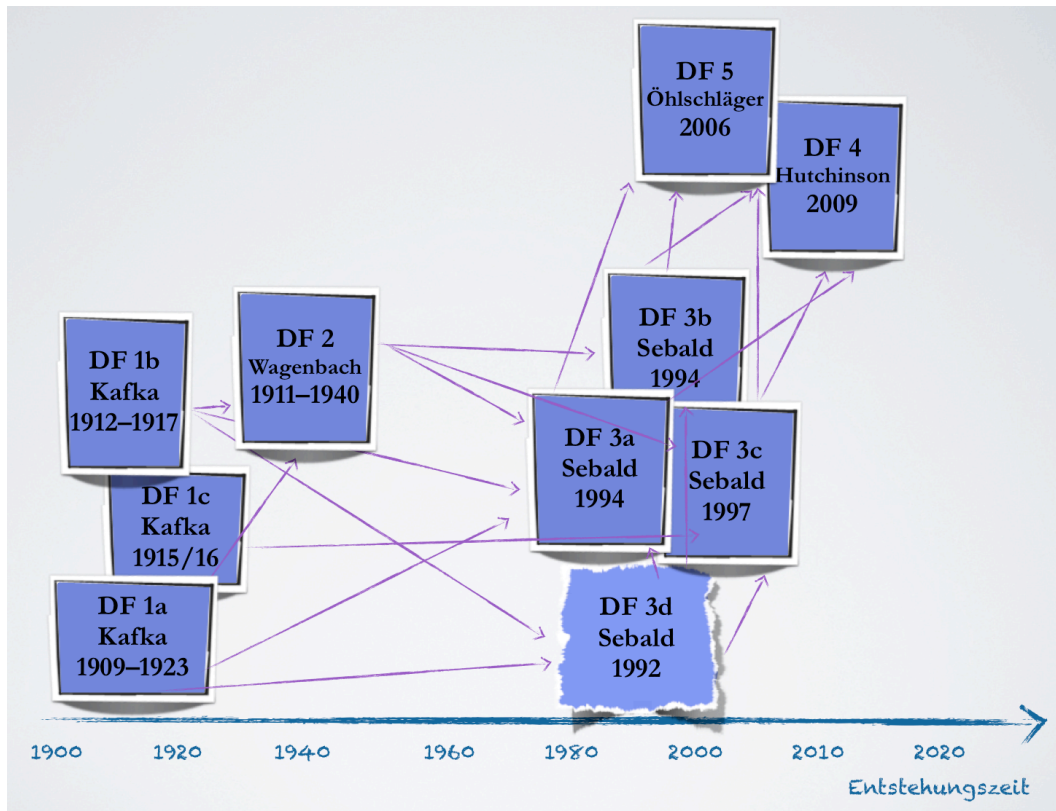 DF 5
Öhlschläger
2006
DF 4
Hutchinson
2009
DF 3b
Sebald
1994
DF 2
Wagenbach
1911–1940
DF 1b
Kafka
1912–1917
DF 3a
Sebald
1994
DF 3c
Sebald
1997
DF 1c
Kafka
1915/16
DF 1a
Kafka
1909–1923
DF 3d
Sebald
1992
1900 1920 1940 1960 1980 2000 2010 2020
Entstehungszeit